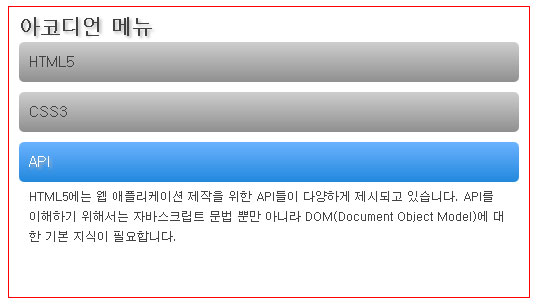 아코디언 메뉴
HTML5
CSS3
API
HTML5에는 웹 애플리케이션 제작을 위한 API들이 다양하게 제시되고 있습니다. API를
이해하기 위해서는 자바스크립트 문법 뿐만 아니라 DOM(Document Object Model)에 대
한 기본 지식이 필요합니다.